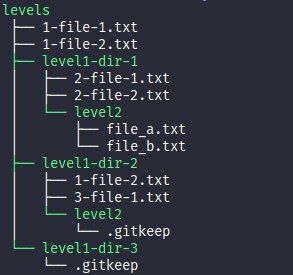 levels
├── 1-file-1.txt
├── 1-file-2.txt
├── level1-dir-1
│   ├── 2-file-1.txt
│   ├── 2-file-2.txt
│   └── level2
│       ├── file_a.txt
│       └── file_b.txt
├── level1-dir-2
│   ├── 1-file-2.txt
│   ├── 3-file-1.txt
│   └── level2
│       └── .gitkeep
└── level1-dir-3
    └── .gitkeep